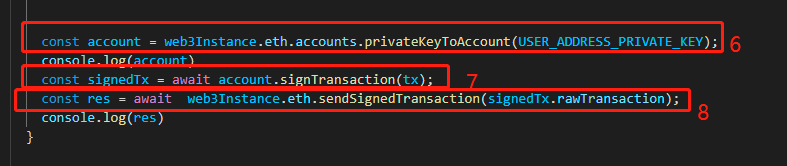 const account = web3Instance.eth.accounts.privateKeyToAccount(USER_ADDRESS_PRIVATE_KEY); 6
console.log(account)
const signedTx = await account.signTransaction(tx); 7
const res = await  web3Instance.eth.sendSignedTransaction(signedTx.rawTransaction); 8
console.log(res)
}